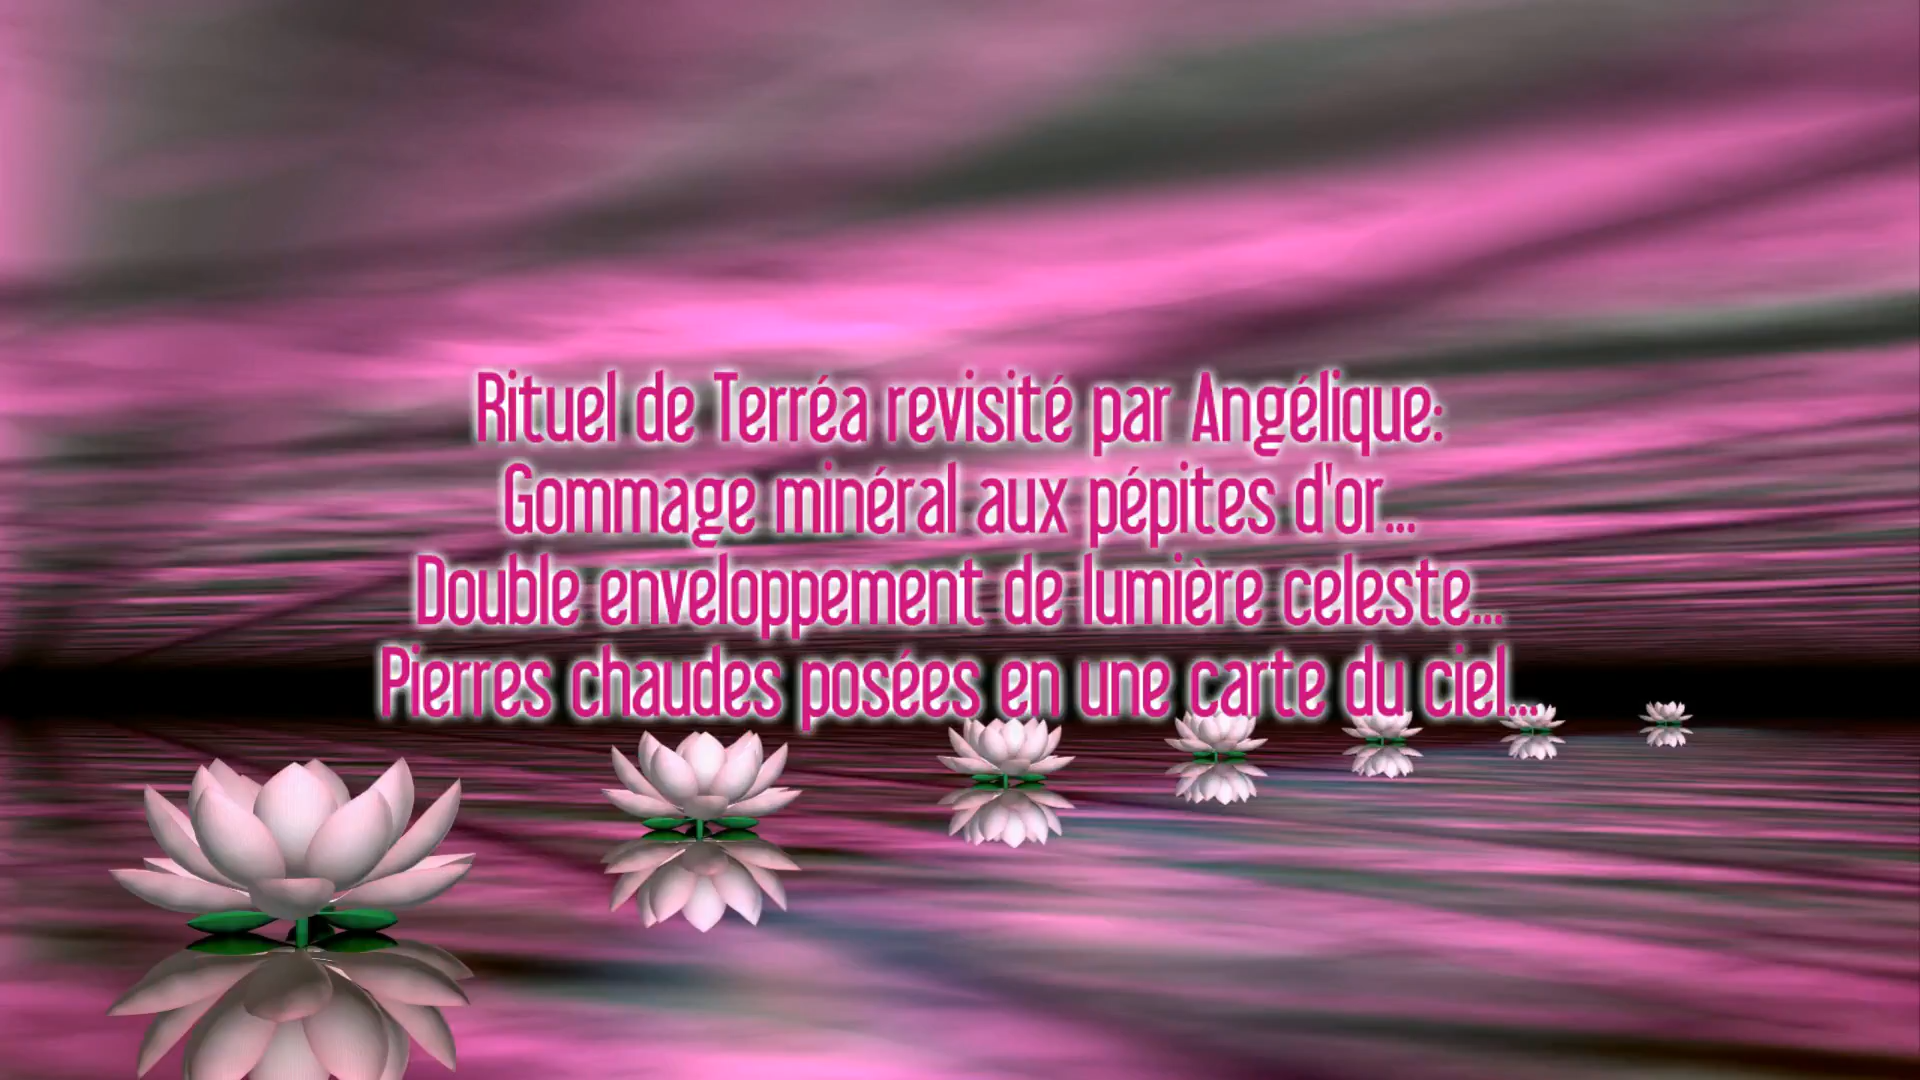 Rituel de Terréa revisité par Angélique:
Gommage minéral aux pépites d'or...
Double enveloppement de lumière celeste...
Pierres chaudes posées en une carte du ciel...